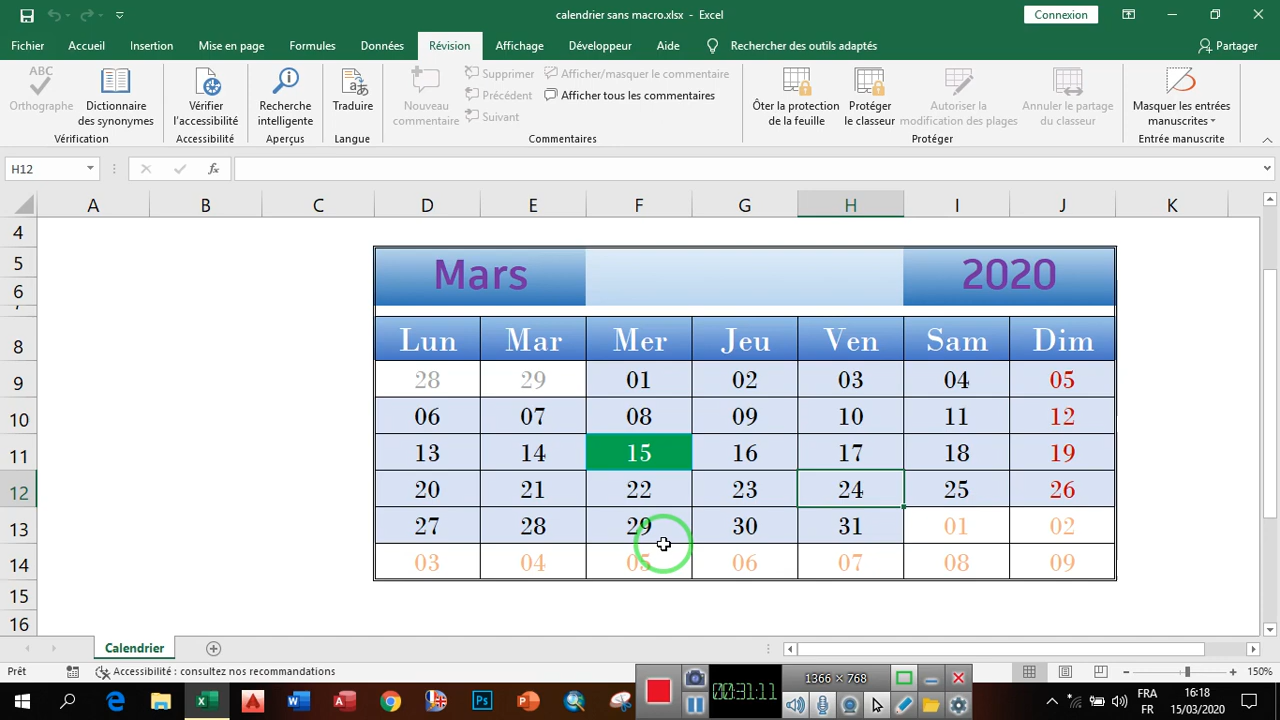 calendrier sans macro.xlsx - Excel
Connexion
Fichier Accueil Insertion Mise en page Formules Données Révision Affichage Développeur Aide Rechercher des outils adaptés Partager
ABC
Orthographe
Dictionnaire des synonymes
Vérification
Vérifier l'accessibilité
Accessibilité
Recherche intelligente
Aperçus
Traduire
Langue
Nouveau commentaire
Supprimer
Précédent
Suivant
Afficher/masquer le commentaire
Afficher tous les commentaires
Commentaires
Ôter la protection de la feuille
Protéger le classeur
Autoriser la modification des plages
Annuler le partage du classeur
Protéger
Masquer les entrées manuscrites
Entrée manuscrite
H12 fx
A B C D E F G H I J K
4
5 Mars 2020
6
8 Lun Mar Mer Jeu Ven Sam Dim
9 28 29 01 02 03 04 05
10 06 07 08 09 10 11 12
11 13 14 15 16 17 18 19
12 20 21 22 23 24 25 26
13 27 28 29 30 31 01 02
14 03 04 05 06 07 08 09
15
16
Calendrier
Prêt Accessibilité : consultez nos recommandations 150%
00:31:11 1366 × 768
FRA 16:18
FR 15/03/2020